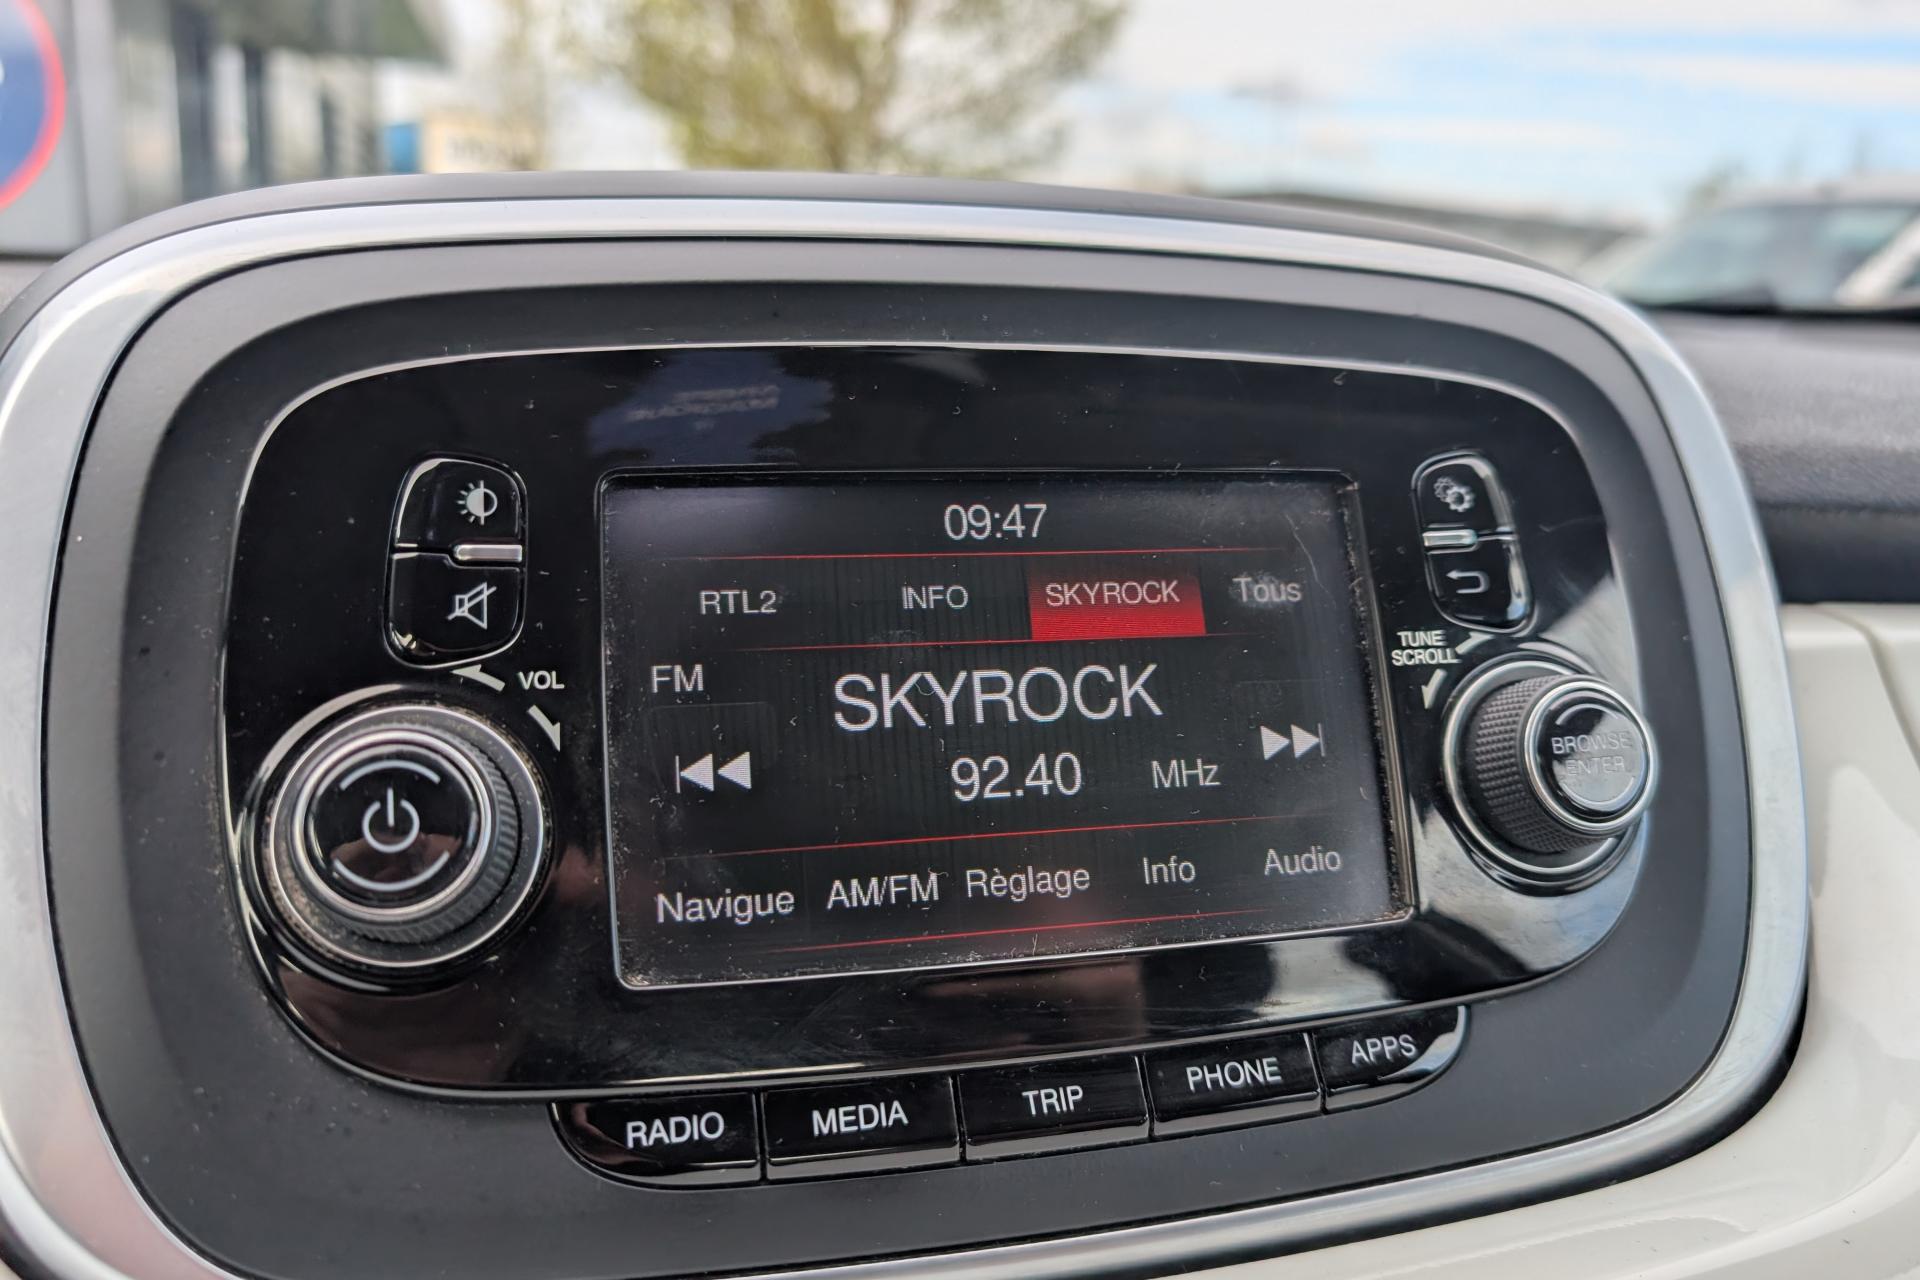 09:47
RTL2 INFO SKYROCK Tous
FM
SKYROCK
92.40 MHz
Navigue AM/FM Règlage Info Audio
VOL
TUNE
SCROLL
BROWSE
ENTER
RADIO MEDIA TRIP PHONE APPS